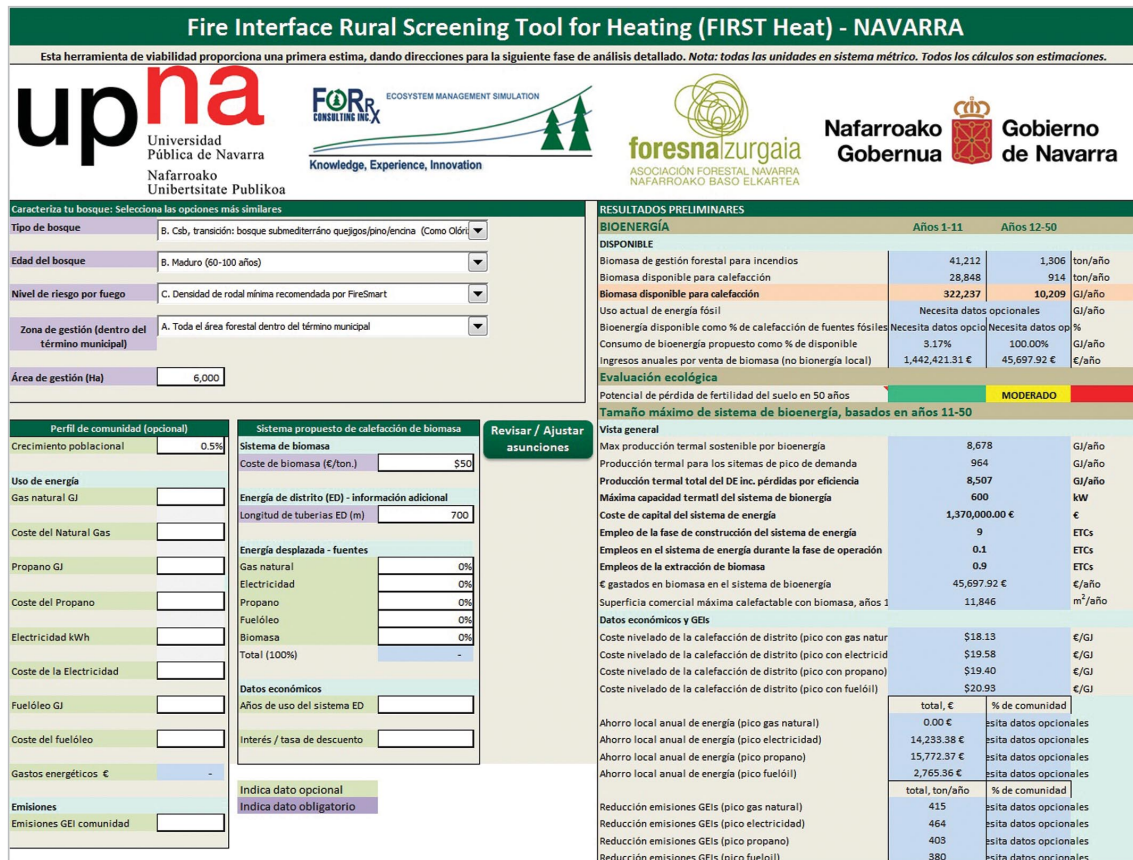 Fire Interface Rural Screening Tool for Heating (FIRST Heat) - NAVARRA
Esta herramienta de viabilidad proporciona una primera estima, dando direcciones para la siguiente fase de análisis detallado. Nota: todas las unidades en sistema métrico. Todos los cálculos son estimaciones.
upna
Universidad
Pública de Navarra
Nafarroako
Unibertsitate Publikoa
FORRx
CONSULTING INC.
ECOSYSTEM MANAGEMENT SIMULATION
Knowledge, Experience, Innovation
foresna zurgaia
ASOCIACIÓN FORESTAL NAVARRA
NAFARROAKO BASO ELKARTEA
Nafarroako Gobierno
Gobernua de Navarra
Caracteriza tu bosque: Selecciona las opciones más similares
Tipo de bosque B. Csb, transición: bosque submediterráno quejigos/pino/encina (Como Olóri
Edad del bosque B. Maduro (60-100 años)
Nivel de riesgo por fuego C. Densidad de rodal mínima recomendada por FireSmart
Zona de gestión (dentro del A. Toda el área forestal dentro del término municipal
término municipal)
Área de gestión (Ha) 6,000
Perfil de comunidad (opcional)
Crecimiento poblacional 0.5%
Uso de energía
Gas natural GJ
Coste del Natural Gas
Propano GJ
Coste del Propano
Electricidad kWh
Coste de la Electricidad
Fuelóleo GJ
Coste del fuelóleo
Gastos energéticos € -
Emisiones
Emisiones GEI comunidad
Sistema propuesto de calefacción de biomasa
Sistema de biomasa
Coste de biomasa (€/ton.) $50
Energía de distrito (ED) - información adicional
Longitud de tuberias ED (m) 700
Energía desplazada - fuentes
Gas natural 0%
Electricidad 0%
Propano 0%
Fuelóleo 0%
Biomasa 0%
Total (100%) -
Datos económicos
Años de uso del sistema ED
Interés / tasa de descuento
Indica dato opcional
Indica dato obligatorio
Revisar / Ajustar
asunciones
RESULTADOS PRELIMINARES
BIOENERGÍA Años 1-11 Años 12-50
DISPONIBLE
Biomasa de gestión forestal para incendios 41,212 1,306 ton/año
Biomasa disponible para calefacción 28,848 914 ton/año
Biomasa disponible para calefacción 322,237 10,209 GJ/año
Uso actual de energía fósil Necesita datos opcionales GJ/año
Bioenergía disponible como % de calefacción de fuentes fósiles Necesita datos opcio Necesita datos op %
Consumo de bioenergía propuesto como % de disponible 3.17% 100.00% GJ/año
Ingresos anuales por venta de biomasa (no bionergía local) 1,442,421.31 € 45,697.92 € €/año
Evaluación ecológica
Potencial de pérdida de fertilidad del suelo en 50 años MODERADO
Tamaño máximo de sistema de bioenergía, basados en años 11-50
Vista general
Max producción termal sostenible por bioenergía 8,678 GJ/año
Producción termal para los sitemas de pico de demanda 964 GJ/año
Producción termal total del DE inc. pérdidas por eficiencia 8,507 GJ/año
Máxima capacidad termatl del sistema de bionergía 600 kW
Coste de capital del sistema de energía 1,370,000.00 € €
Empleo de la fase de construcción del sistema de energía 9 ETCs
Empleos en el sistema de energía durante la fase de operación 0.1 ETCs
Empleos de la extracción de biomasa 0.9 ETCs
€ gastados en biomasa en el sistema de bioenergía 45,697.92 € €/año
Superficia comercial máxima calefactable con biomasa, años 1 11,846 m²/año
Datos económicos y GEIs
Coste nivelado de la calefacción de distrito (pico con gas natur $18.13 €/GJ
Coste nivelado de la calefacción de distrito (pico con electricid $19.58 €/GJ
Coste nivelado de la calefacción de distrito (pico con propano) $19.40 €/GJ
Coste nivelado de la calefacción de distrito (pico con fuelóil) $20.93 €/GJ
total, € % de comunidad
Ahorro local anual de energía (pico gas natural) 0.00 € esita datos opcionales
Ahorro local anual de energía (pico electricidad) 14,233.38 € esita datos opcionales
Ahorro local anual de energía (pico propano) 15,772.37 € esita datos opcionales
Ahorro local anual de energía (pico fuelóil) 2,765.36 € esita datos opcionales
total, ton/año % de comunidad
Reducción emisiones GEIs (pico gas natural) 415 esita datos opcionales
Reducción emisiones GEIs (pico electricidad) 464 esita datos opcionales
Reducción emisiones GEIs (pico propano) 403 esita datos opcionales
Reducción emisiones GEIs (pico fueloil) 380 esita datos opcionales